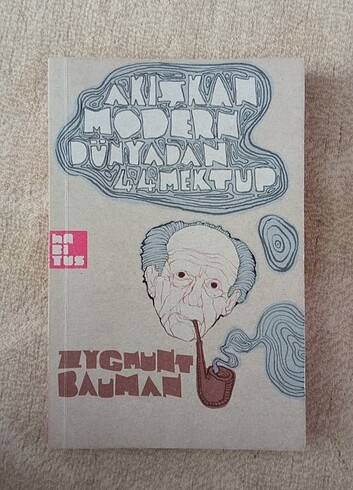 AKIŞKAN
MODERN
DÜNYADAN
44 MEKTUP
HA
BI
TUS
ZYGMUNT
BAUMAN